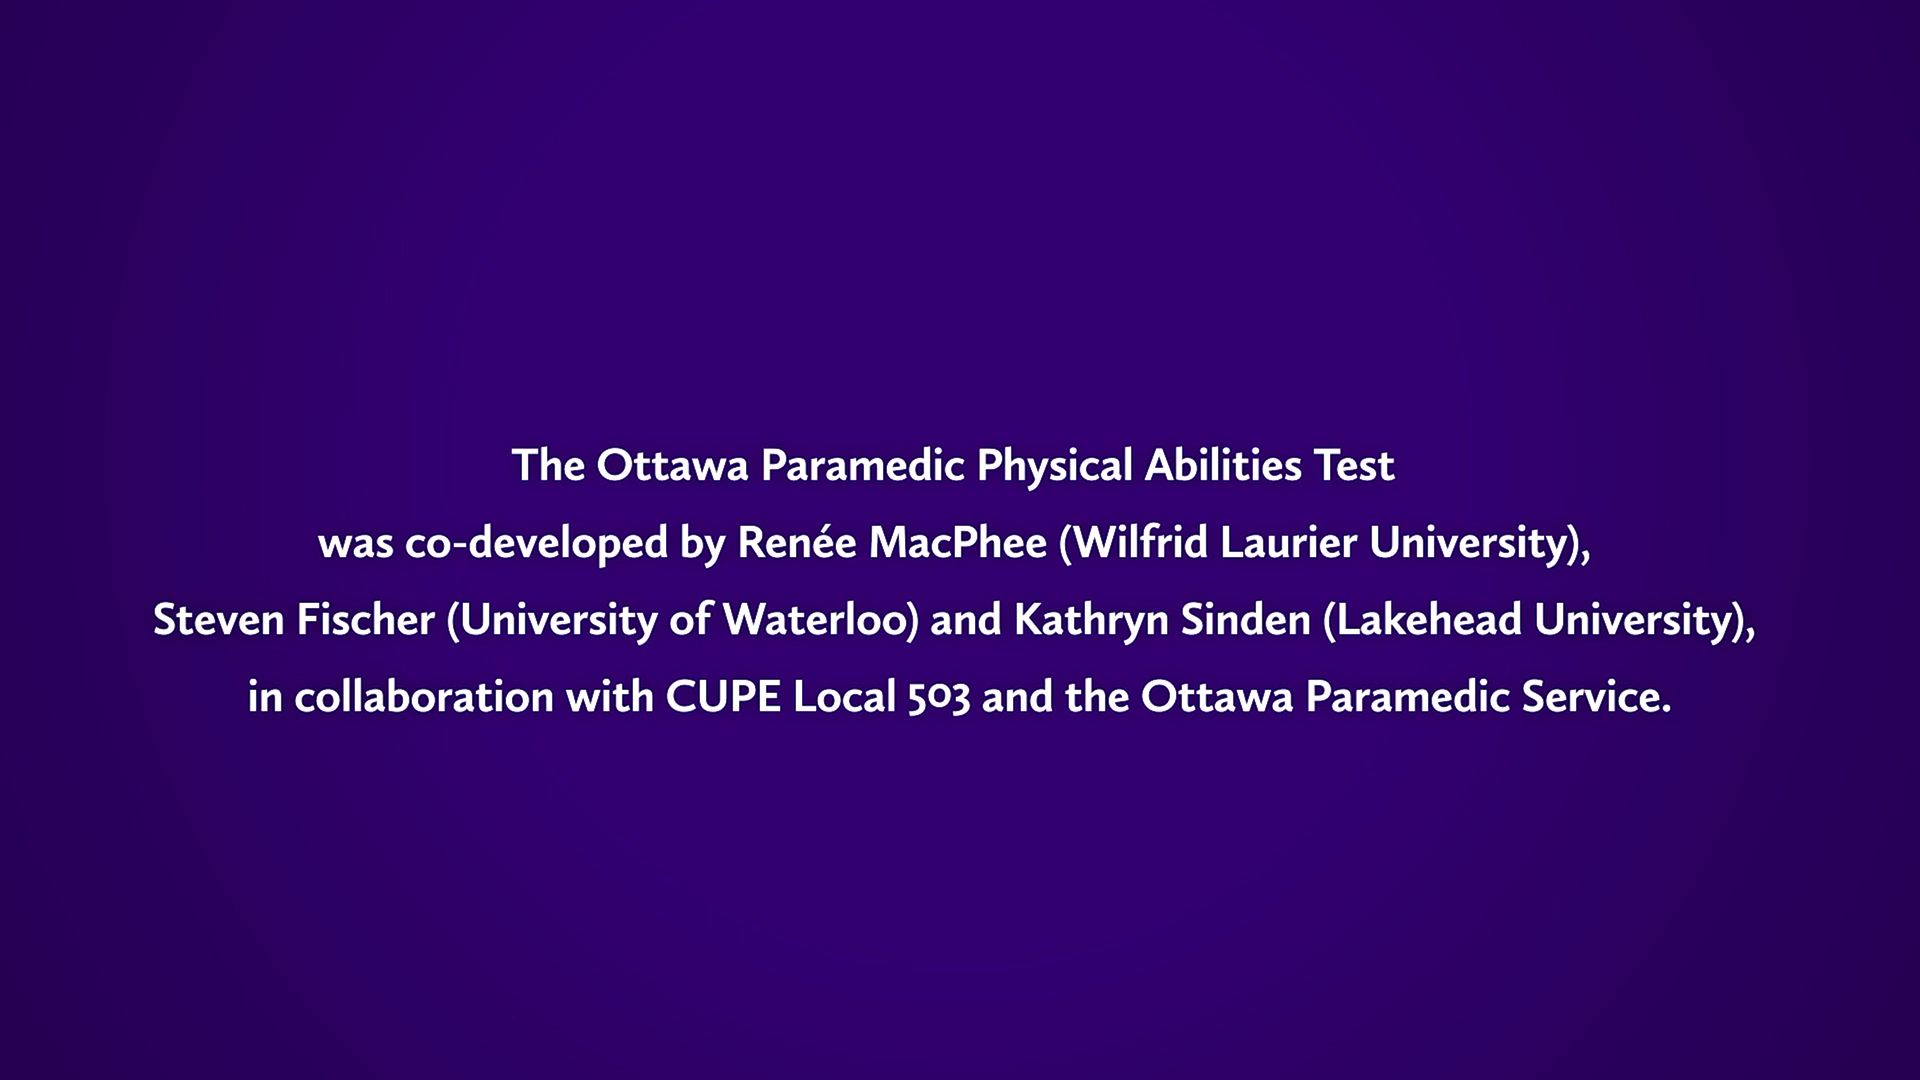 The Ottawa Paramedic Physical Abilities Test
was co-developed by Renée MacPhee (Wilfrid Laurier University),
Steven Fischer (University of Waterloo) and Kathryn Sinden (Lakehead University),
in collaboration with CUPE Local 503 and the Ottawa Paramedic Service.